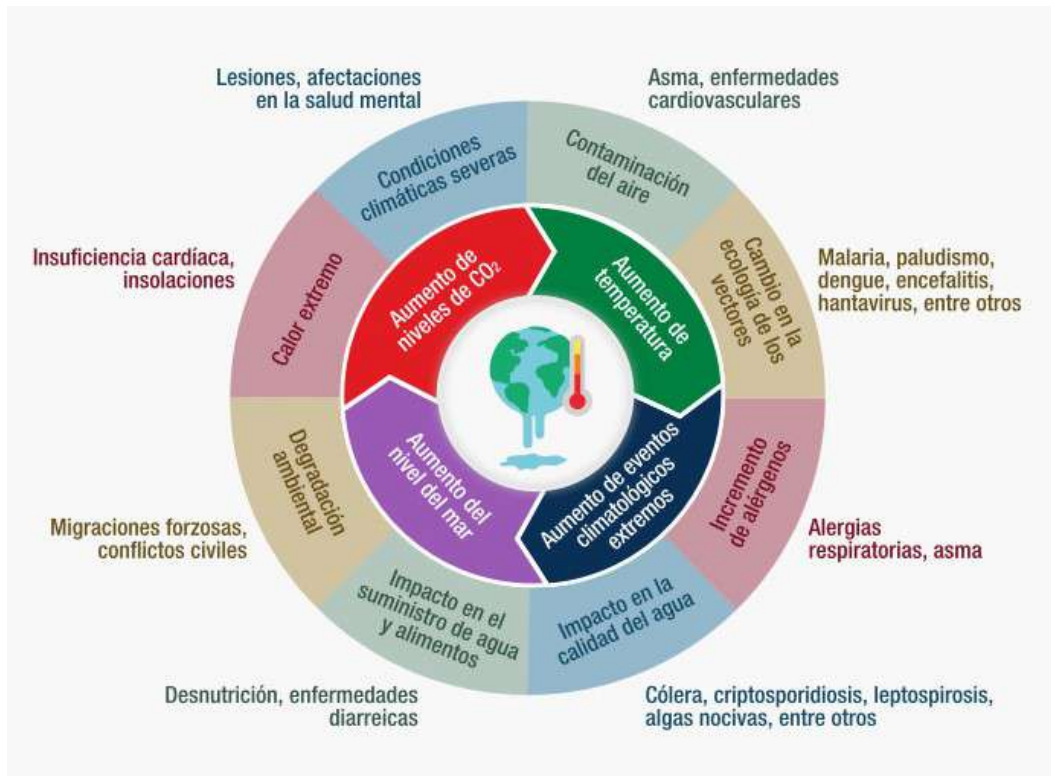 Lesiones, afectaciones
en la salud mental
Asma, enfermedades
cardiovasculares
Condiciones
climáticas severas
Contaminación
del aire
Insuficiencia cardíaca,
insolaciones
Calor extremo
Aumento de
niveles de CO₂
Aumento de
temperatura
Cambio en la
ecología de los
vectores
Malaria, paludismo,
dengue, encefalitis,
hantavirus, entre otros
Migraciones forzosas,
conflictos civiles
Degradación
ambiental
Aumento del
nivel del mar
Aumento de eventos
climatológicos
extremos
Incremento
de alérgenos
Alergias
respiratorias, asma
Impacto en el
suministro de agua
y alimentos
Impacto en la
calidad del agua
Desnutrición, enfermedades
diarreicas
Cólera, criptosporidiosis, leptospirosis,
algas nocivas, entre otros